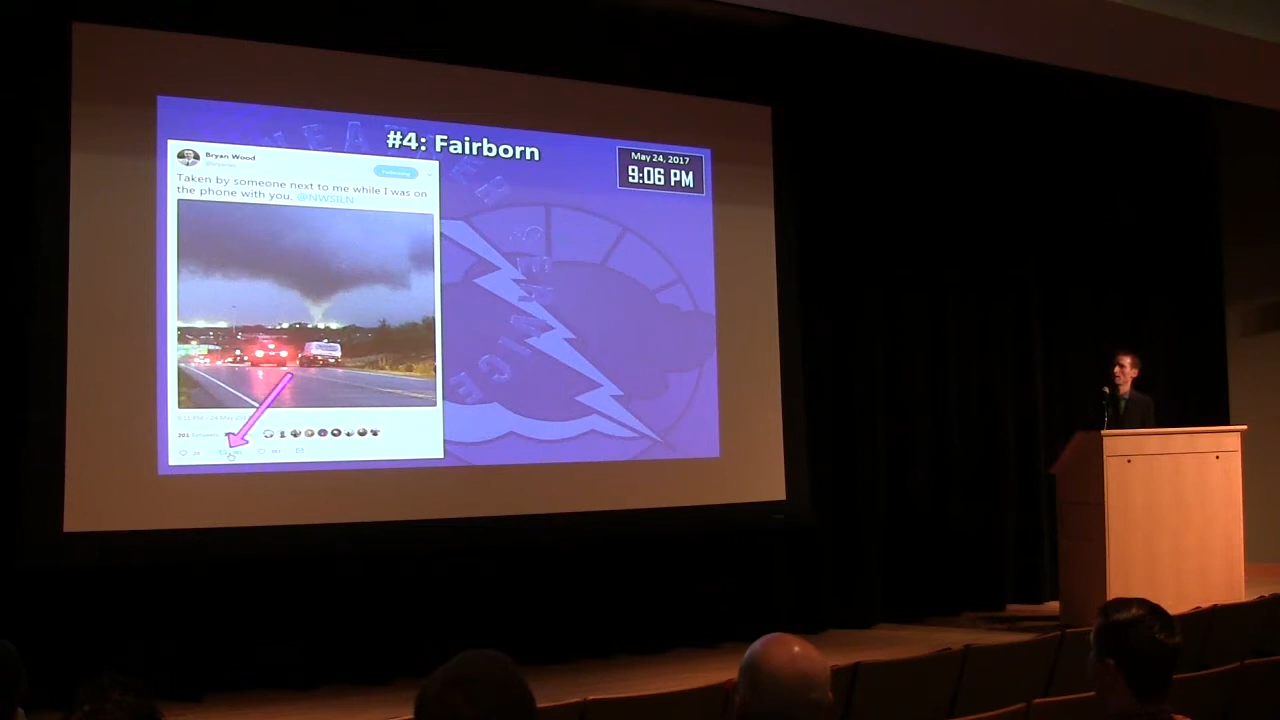 #4: Fairborn
May 24, 2017
9:06 PM
Bryan Wood
Following
Taken by someone next to me while I was on
the phone with you. @NWSILN